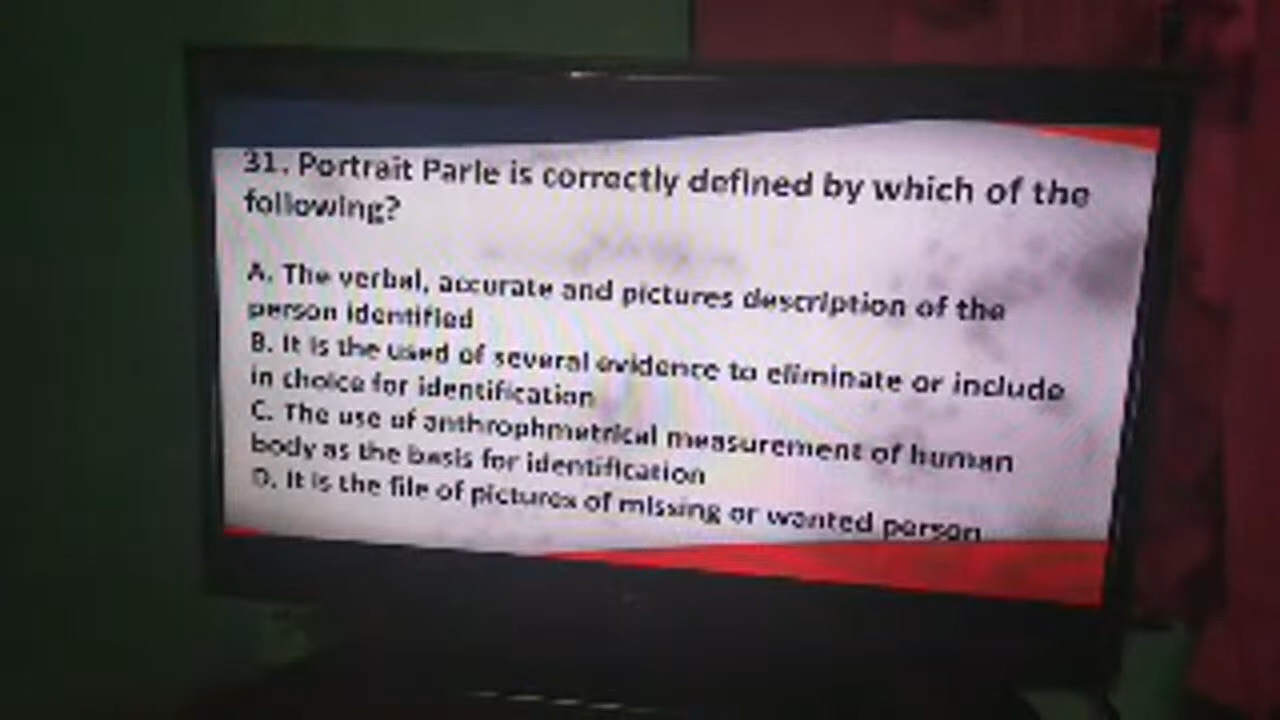 31. Portrait Parle is correctly defined by which of the
following?
A. The verbal, accurate and pictures description of the
person identified
B. It is the used of several evidence to eliminate or include
in choice for identification
C. The use of anthrophmetrical measurement of human
body as the basis for identification
D. It is the file of pictures of missing or wanted person